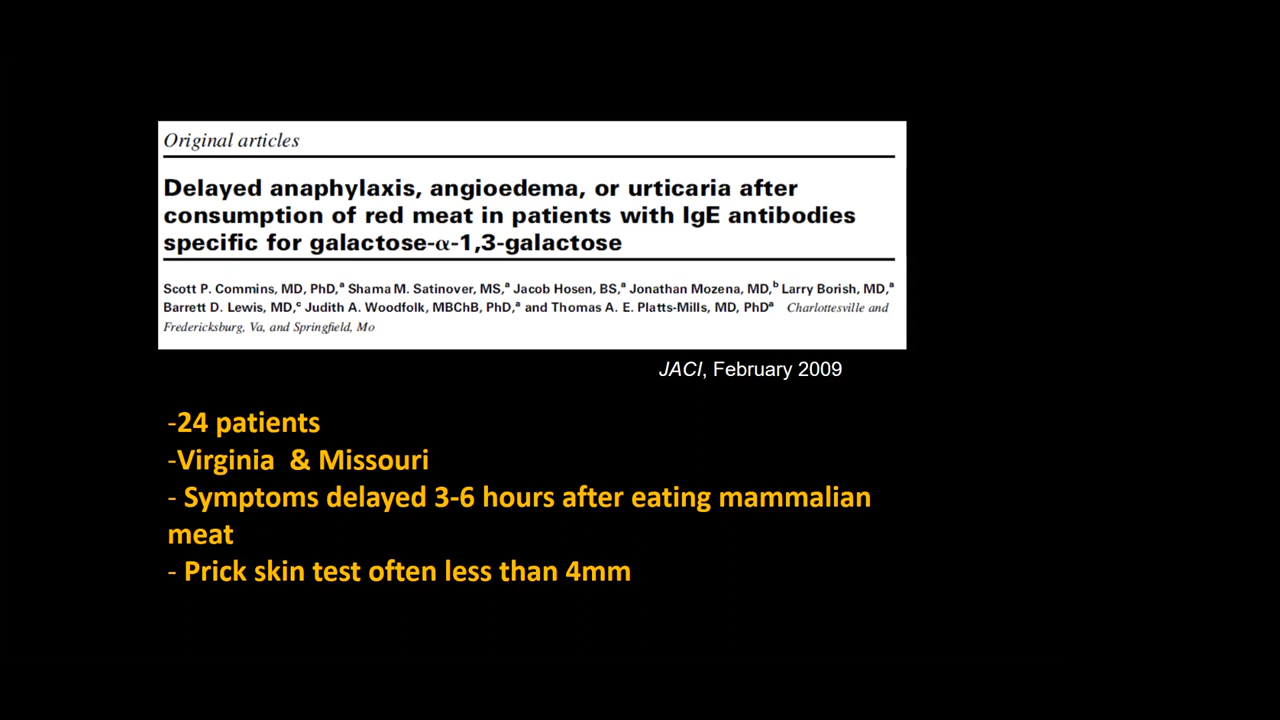 Original articles
Delayed anaphylaxis, angioedema, or urticaria after
consumption of red meat in patients with IgE antibodies
specific for galactose-α-1,3-galactose
Scott P. Commins, MD, PhD,a Shama M. Satinover, MS,a Jacob Hosen, BS,a Jonathan Mozena, MD,b Larry Borish, MD,a
Barrett D. Lewis, MD,c Judith A. Woodfolk, MBChB, PhD,a and Thomas A. E. Platts-Mills, MD, PhDa Charlottesville and
Fredericksburg, Va, and Springfield, Mo
JACI, February 2009
-24 patients
-Virginia & Missouri
- Symptoms delayed 3-6 hours after eating mammalian
meat
- Prick skin test often less than 4mm